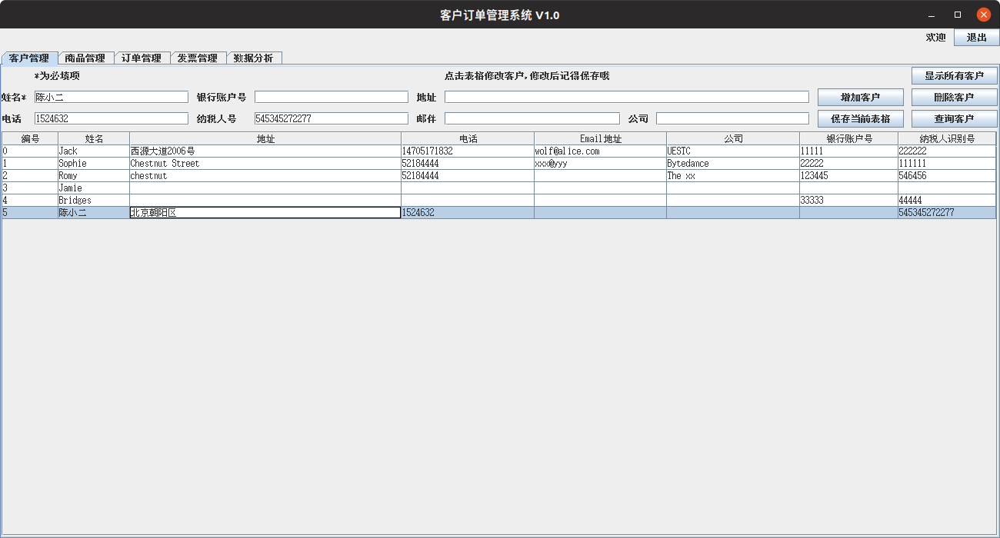 客户订单管理系统 V1.0
欢迎 退出
客户管理 商品管理 订单管理 发票管理 数据分析
*为必填项 点击表格修改客户,修改后记得保存哦 显示所有客户
姓名* 陈小二 银行账户号 地址 增加客户 删除客户
电话 1524632 纳税人号 545345272277 邮件 公司 保存当前表格 查询客户
编号 姓名 地址 电话 Email地址 公司 银行账户号 纳税人识别号
0 Jack 西源大道2006号 14705171832 wolf@alice.com UESTC 11111 222222
1 Sophie Chestnut Street 52184444 xxx@yyy Bytedance 22222 111111
2 Romy chestnut 52184444 The xx 123445 546456
3 Jamie
4 Bridges 33333 44444
5 陈小二 北京朝阳区 1524632 545345272277